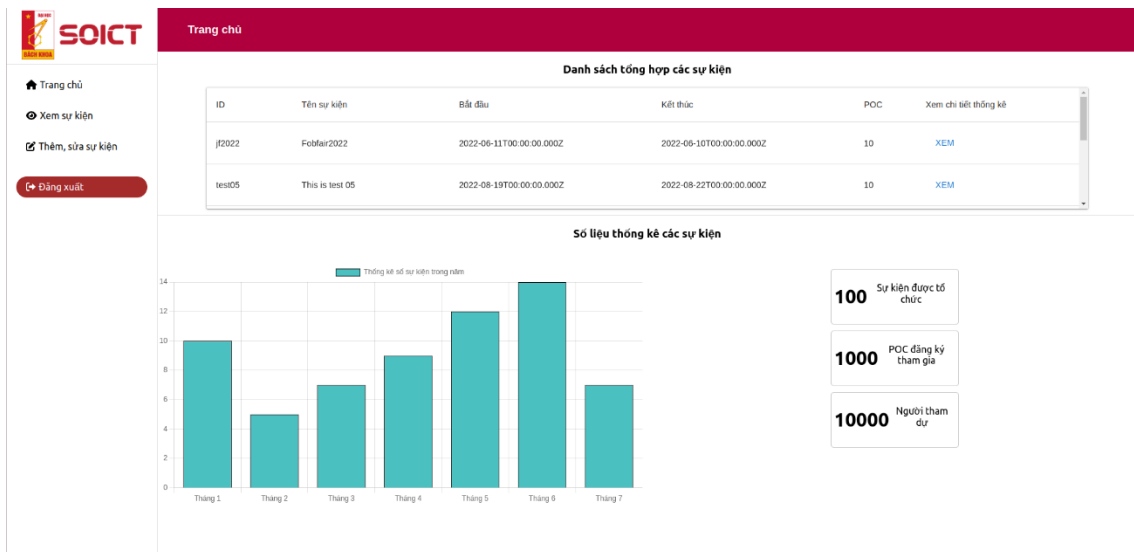 SOICT
BÁCH KHOA
Trang chủ
Trang chủ
Xem sự kiện
Thêm, sửa sự kiện
Đăng xuất
Danh sách tổng hợp các sự kiện
ID Tên sự kiện Bắt đầu Kết thúc POC Xem chi tiết thống kê
jf2022 Fobfair2022 2022-06-11T00:00:00.000Z 2022-06-10T00:00:00.000Z 10 XEM
test05 This is test 05 2022-08-19T00:00:00.000Z 2022-08-22T00:00:00.000Z 10 XEM
Số liệu thống kê các sự kiện
Thống kê số sự kiện trong năm
14
12
10
8
6
4
2
0
Tháng 1 Tháng 2 Tháng 3 Tháng 4 Tháng 5 Tháng 6 Tháng 7
100 Sự kiện được tổ
chức
1000 POC đăng ký
tham gia
10000 Người tham
dự